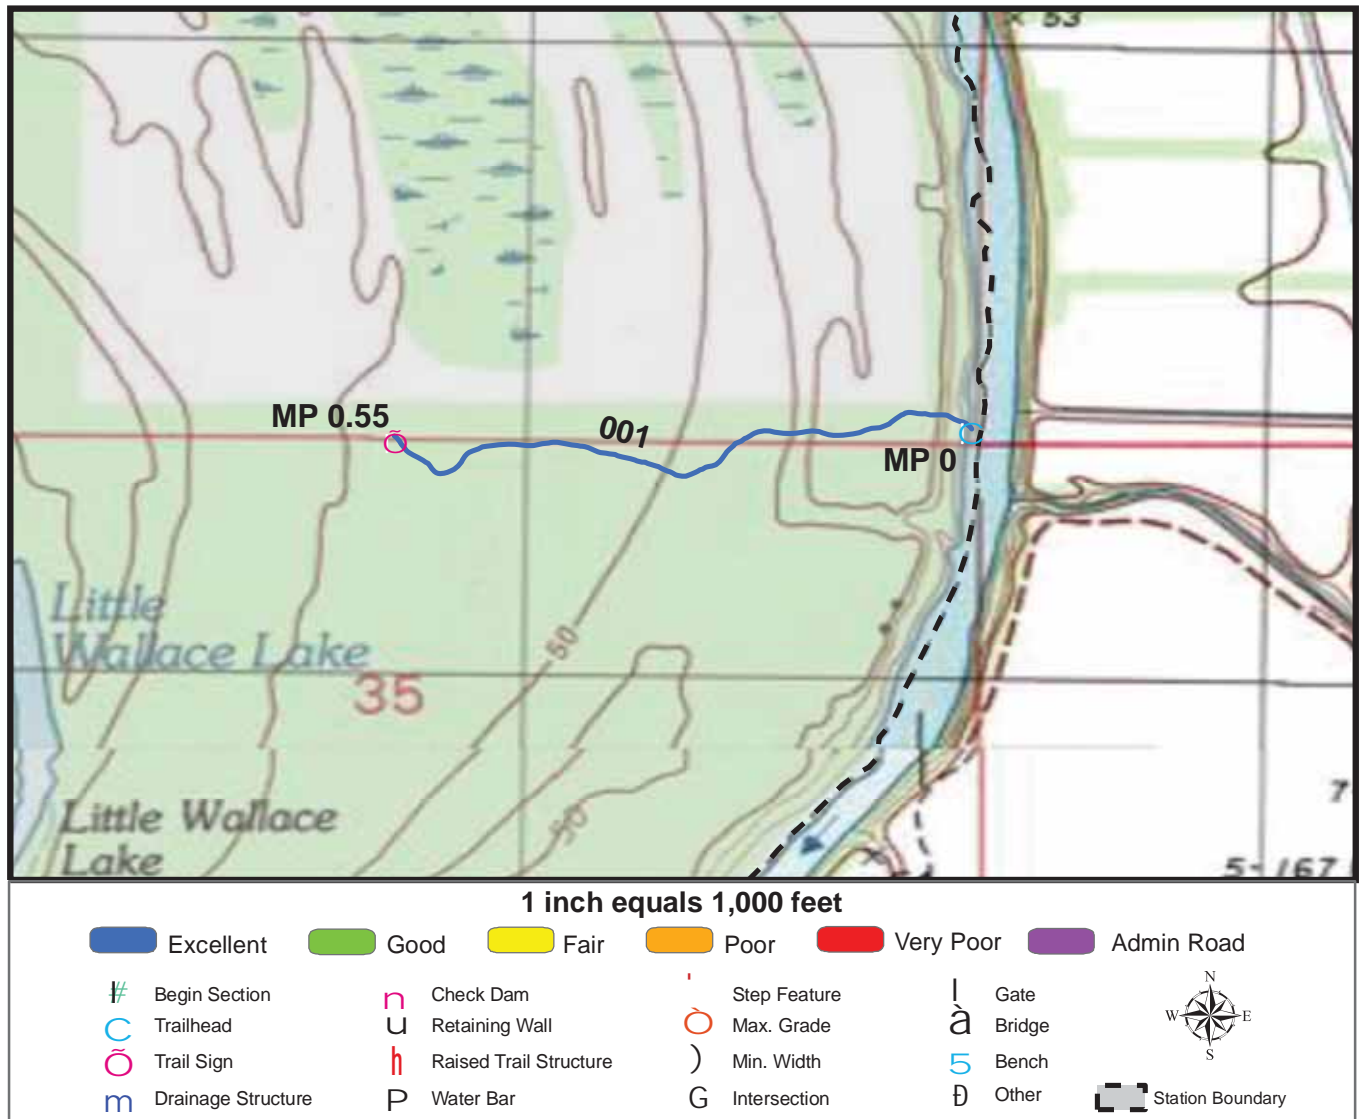 × 53
MP 0.55
001
MP 0
Little
Wallace Lake
50
35
Little Wallace
Lake
50
7
5-167
1 inch equals 1,000 feet
Excellent
Good
Fair
Poor
Very Poor
Admin Road
Begin Section
Check Dam
Step Feature
Gate
Trailhead
Retaining Wall
Max. Grade
Bridge
Trail Sign
Raised Trail Structure
Min. Width
Bench
Drainage Structure
Water Bar
Intersection
Other
Station Boundary
N
W
E
S